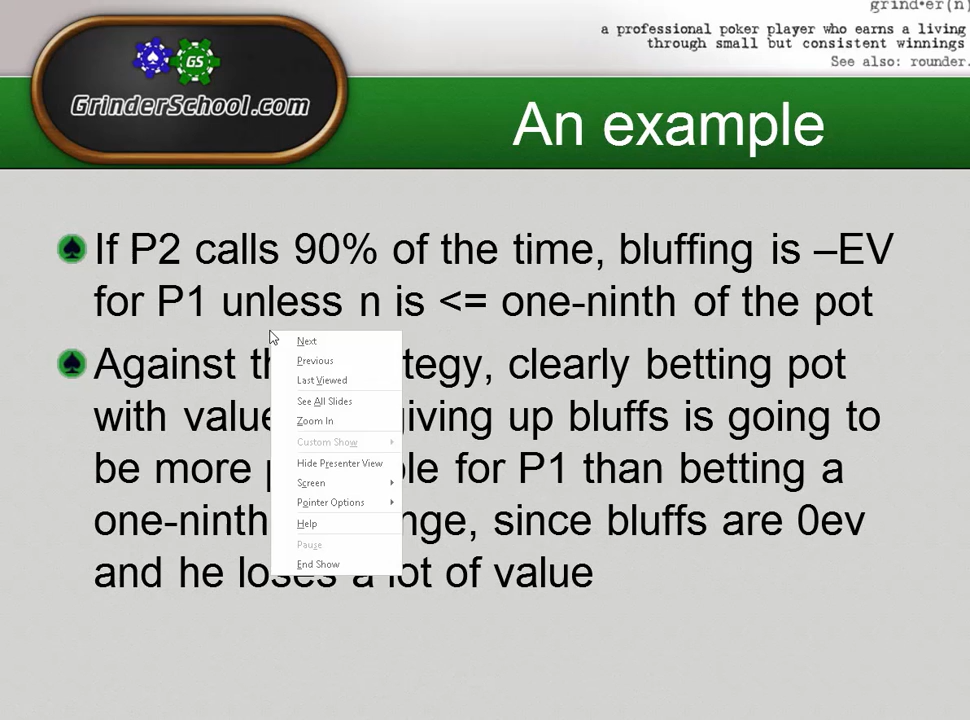 grind•er(n)
a professional poker player who earns a living
through small but consistent winnings
See also: rounder.
GS
GrinderSchool.com
An example
If P2 calls 90% of the time, bluffing is –EV
for P1 unless n is <= one-ninth of the pot
Against th tegy, clearly betting pot
with value giving up bluffs is going to
be more p ble for P1 than betting a
one-ninth nge, since bluffs are 0ev
and he loses a lot of value
Next
Previous
Last Viewed
See All Slides
Zoom In
Custom Show
Hide Presenter View
Screen
Pointer Options
Help
Pause
End Show